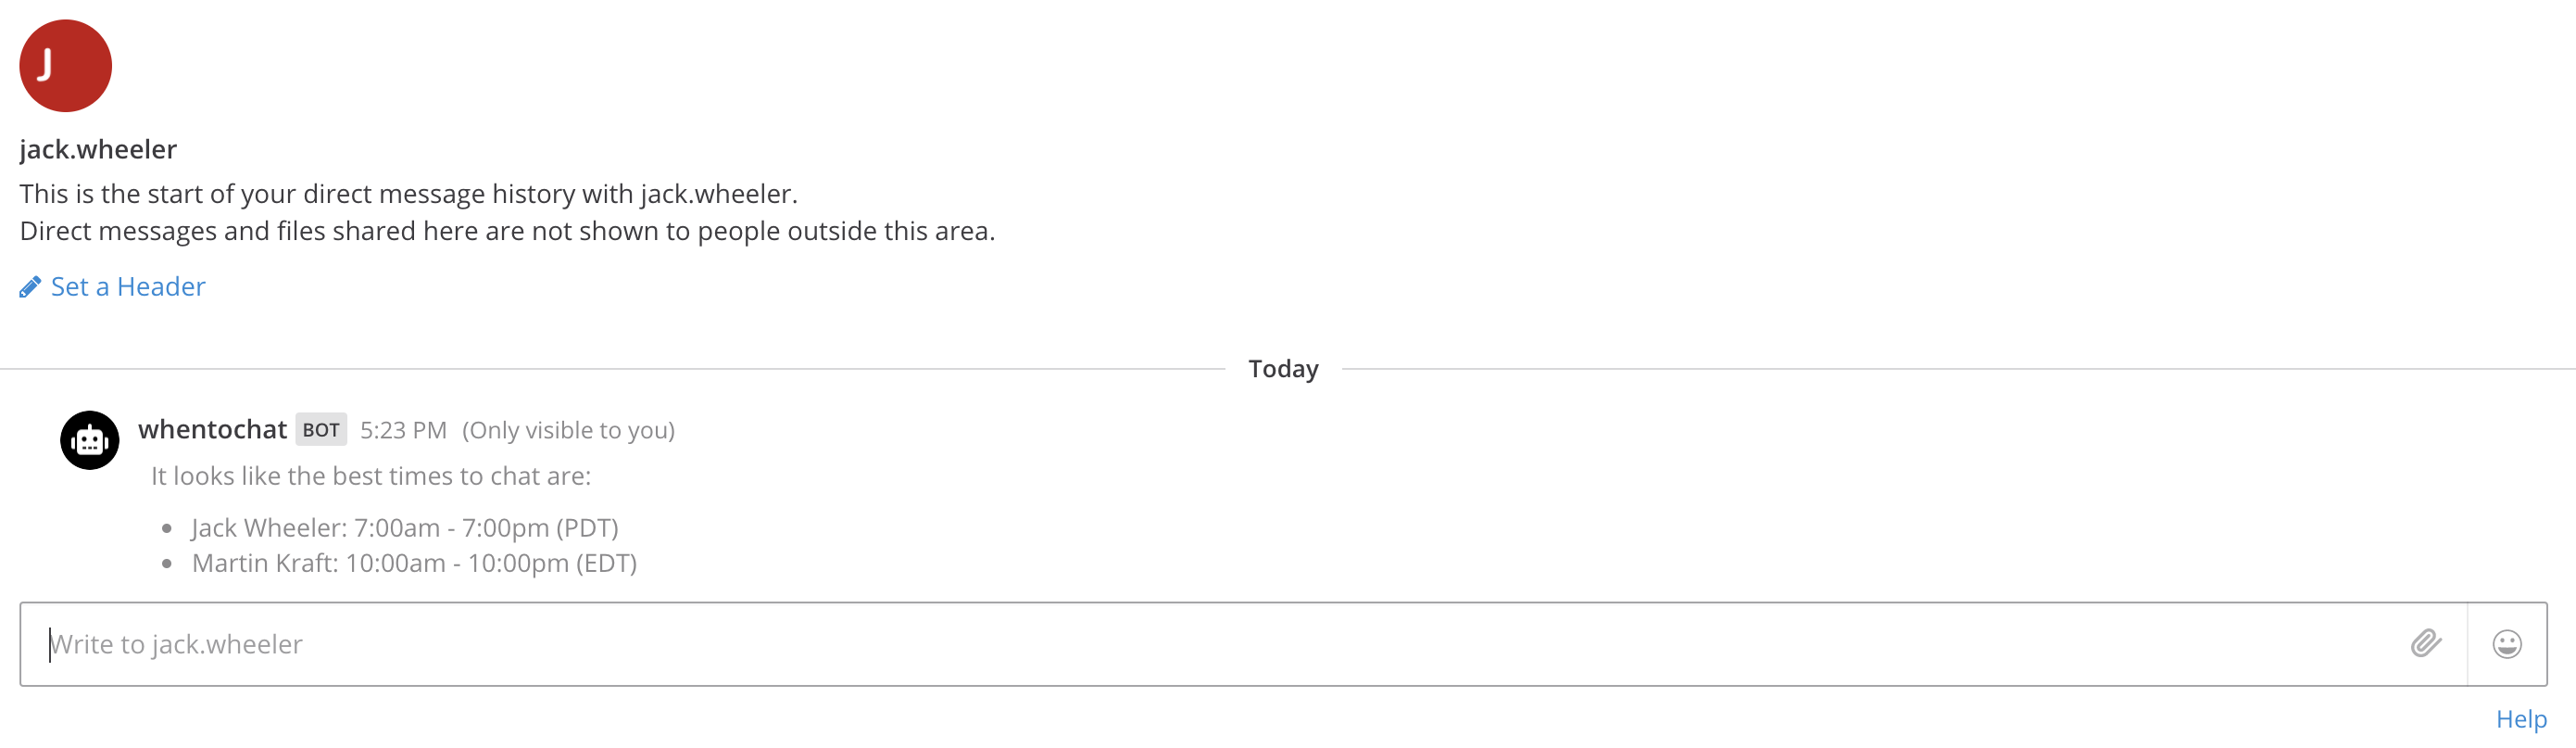 J
jack.wheeler
This is the start of your direct message history with jack.wheeler.
Direct messages and files shared here are not shown to people outside this area.
Set a Header
Today
whentochat BOT 5:23 PM (Only visible to you)
It looks like the best times to chat are:
• Jack Wheeler: 7:00am - 7:00pm (PDT)
• Martin Kraft: 10:00am - 10:00pm (EDT)
Write to jack.wheeler
Help